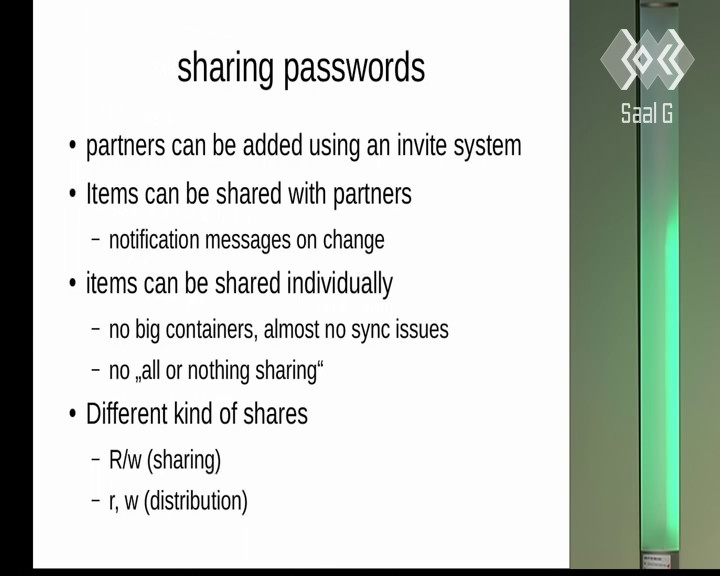 sharing passwords
• partners can be added using an invite system
• Items can be shared with partners
– notification messages on change
• items can be shared individually
– no big containers, almost no sync issues
– no „all or nothing sharing“
• Different kind of shares
– R/w (sharing)
– r, w (distribution)
Saal G